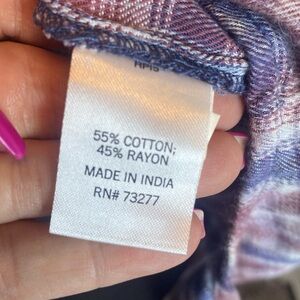 55% COTTON;
45% RAYON
MADE IN INDIA
RN# 73277